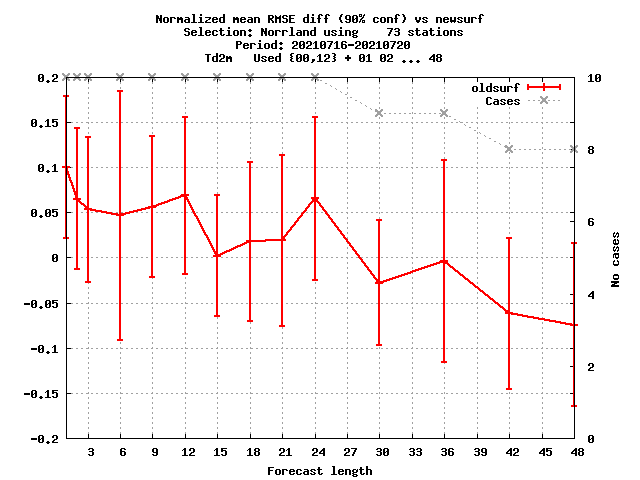 Normalized mean RMSE diff (90% conf) vs newsurf
Selection: Norrland using    73 stations
Period: 20210716-20210720
Td2m   Used {00,12} + 01 02 ... 48
0.2
0.15
0.1
0.05
0
-0.05
-0.1
-0.15
-0.2
10
8
6
4
2
0
No cases
oldsurf
Cases
3 6 9 12 15 18 21 24 27 30 33 36 39 42 45 48
Forecast length